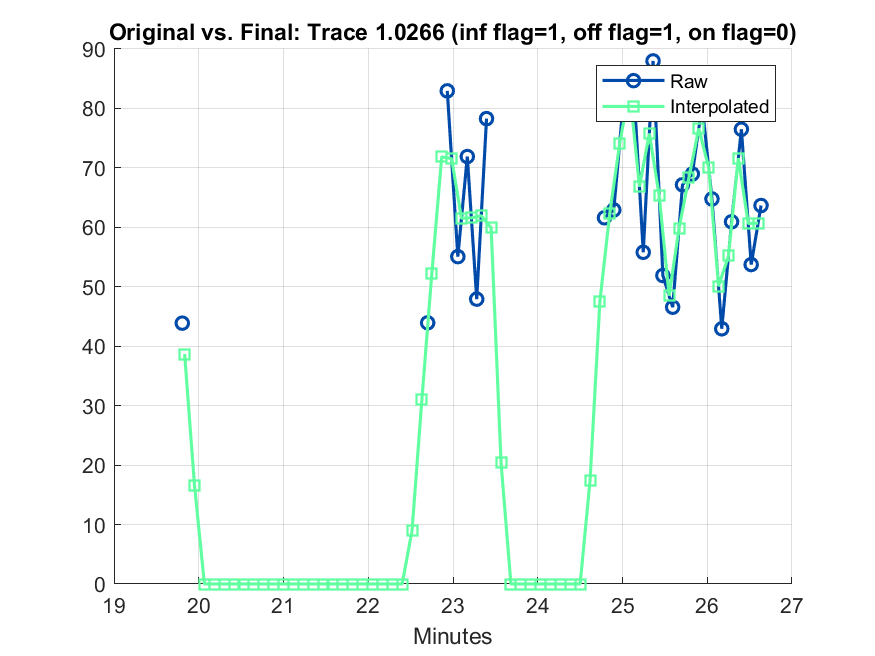 Original vs. Final: Trace 1.0266 (inf flag=1, off flag=1, on flag=0)
90
80
70
60
50
40
30
20
10
0
Raw
Interpolated
19 20 21 22 23 24 25 26 27
Minutes